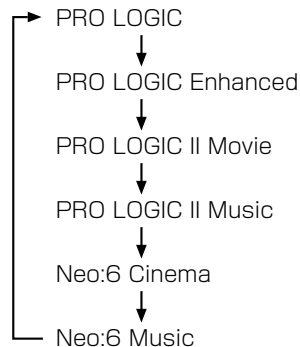 PRO LOGIC
PRO LOGIC Enhanced
PRO LOGIC II Movie
PRO LOGIC II Music
Neo:6 Cinema
Neo:6 Music